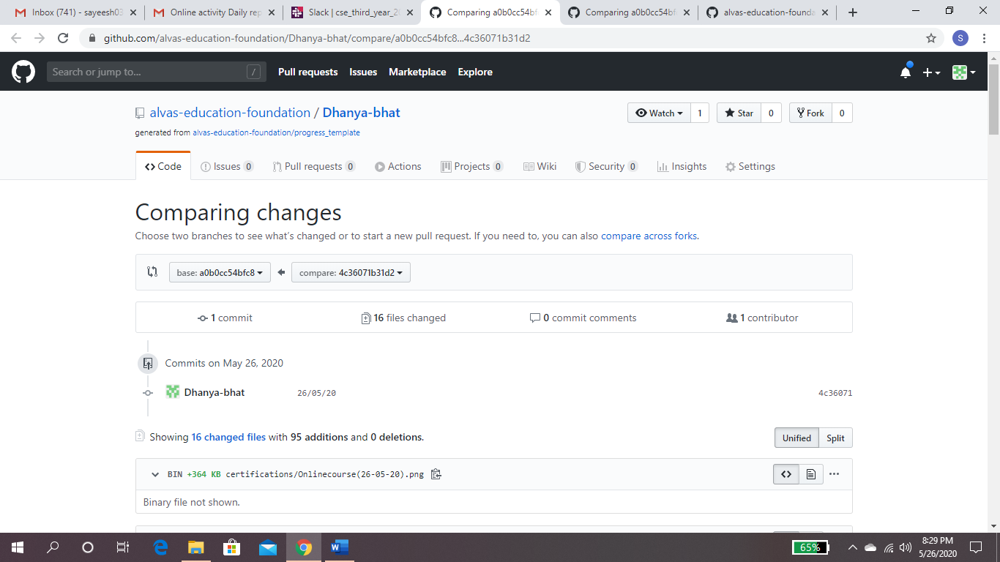 Inbox (741) - sayeesh03
Online activity Daily rep
Slack | cse_third_year_2
Comparing a0b0cc54bf
Comparing a0b0cc54bf
alvas-education-founda
github.com/alvas-education-foundation/Dhanya-bhat/compare/a0b0cc54bfc8...4c36071b31d2
S
Search or jump to...
/
Pull requests Issues Marketplace Explore
alvas-education-foundation / Dhanya-bhat
Watch 1 Star 0 Fork 0
generated from alvas-education-foundation/progress_template
Code Issues 0 Pull requests 0 Actions Projects 0 Wiki Security 0 Insights Settings
Comparing changes
Choose two branches to see what's changed or to start a new pull request. If you need to, you can also compare across forks.
base: a0b0cc54bfc8 compare: 4c36071b31d2
1 commit 16 files changed 0 commit comments 1 contributor
Commits on May 26, 2020
Dhanya-bhat 26/05/20 4c36071
Showing 16 changed files with 95 additions and 0 deletions.
Unified Split
BIN +364 KB certifications/Onlinecourse(26-05-20).png
Binary file not shown.
65%
8:29 PM
5/26/2020